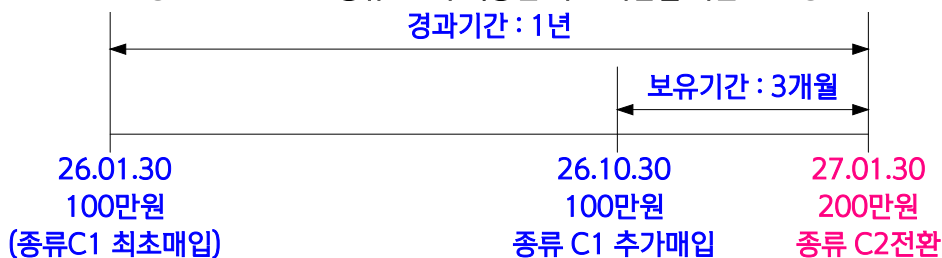 경과기간 : 1년
보유기간 : 3개월
26.01.30 26.10.30 27.01.30
100만원 100만원 200만원
(종류C1 최초매입) 종류 C1 추가매입 종류 C2전환